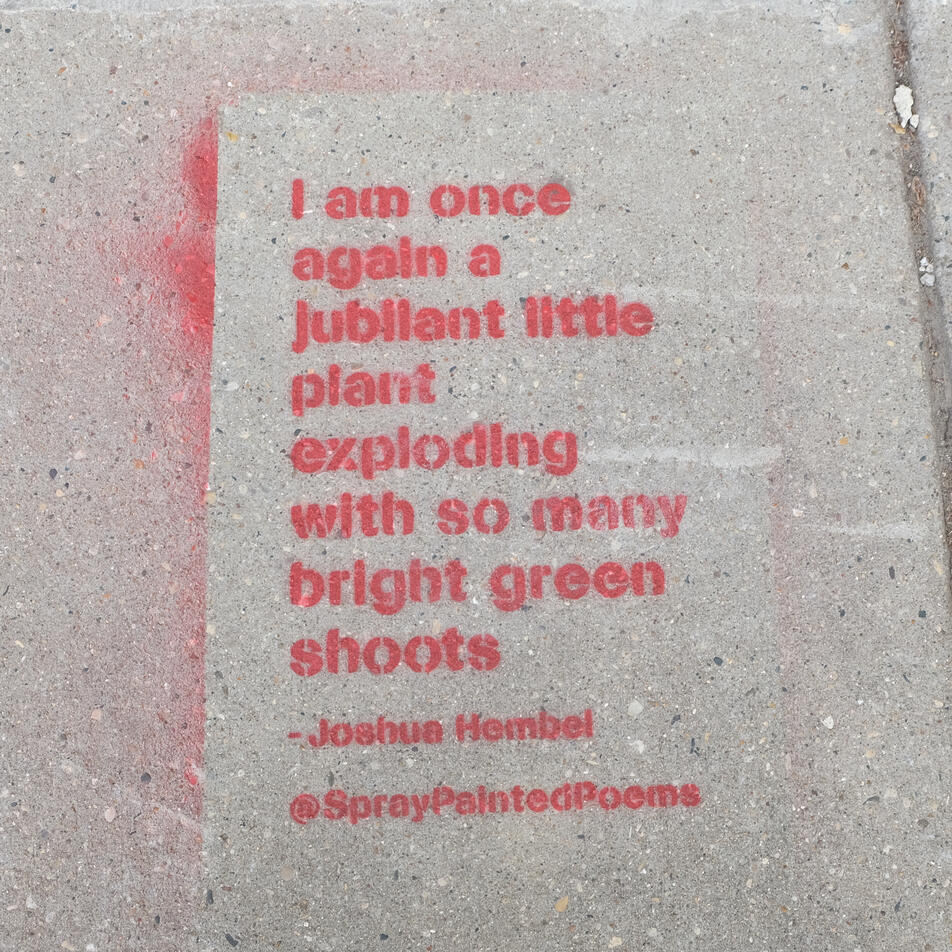 I am once
again a
jubilant little
plant
exploding
with so many
bright green
shoots
- Joshua Hembel
@SprayPaintedPoems